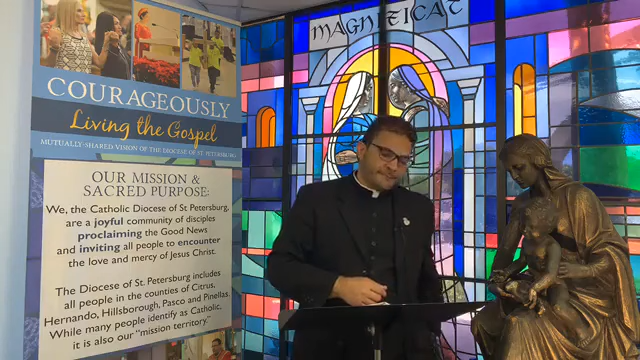 MAGNIFICAT
COURAGEOUSLY
Living the Gospel
MUTUALLY-SHARED VISION OF THE DIOCESE OF ST. PETERSBURG
OUR MISSION &
SACRED PURPOSE:
We, the Catholic Diocese of St Petersburg,
are a joyful community of disciples
proclaiming the Good News
and inviting all people to encounter
the love and mercy of Jesus Christ.
The Diocese of St. Petersburg includes
all people in the counties of Citrus,
Hernando, Hillsborough, Pasco and Pinellas.
While many people identify as Catholic,
it is also our "mission territory".